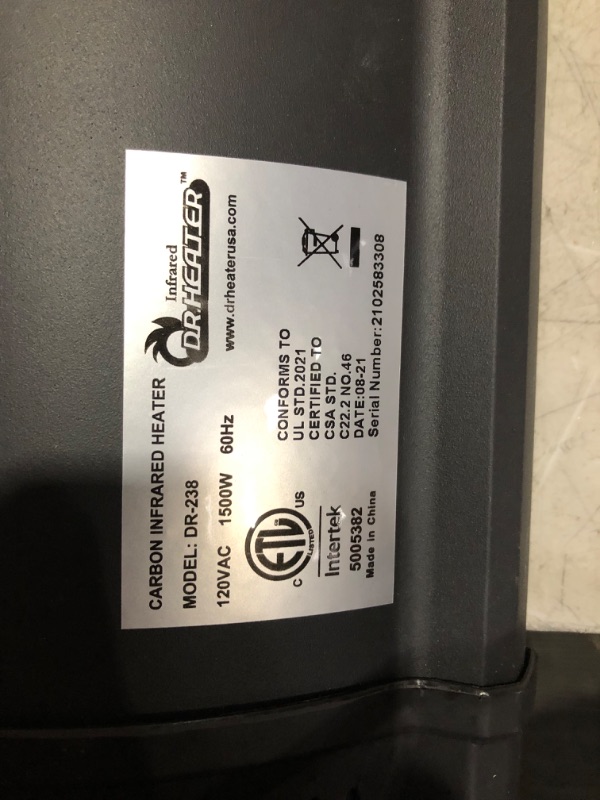 CARBON INFRARED HEATER
MODEL: DR-238
120VAC 1500W 60Hz
Infrared
DR.HEATER™
www.drheaterusa.com
C ETL US
LISTED
Intertek
5005382
Made in China
CONFORMS TO
UL STD.2021
CERTIFIED TO
CSA STD.
C22.2 NO.46
DATE:08-21
Serial Number:2102583308